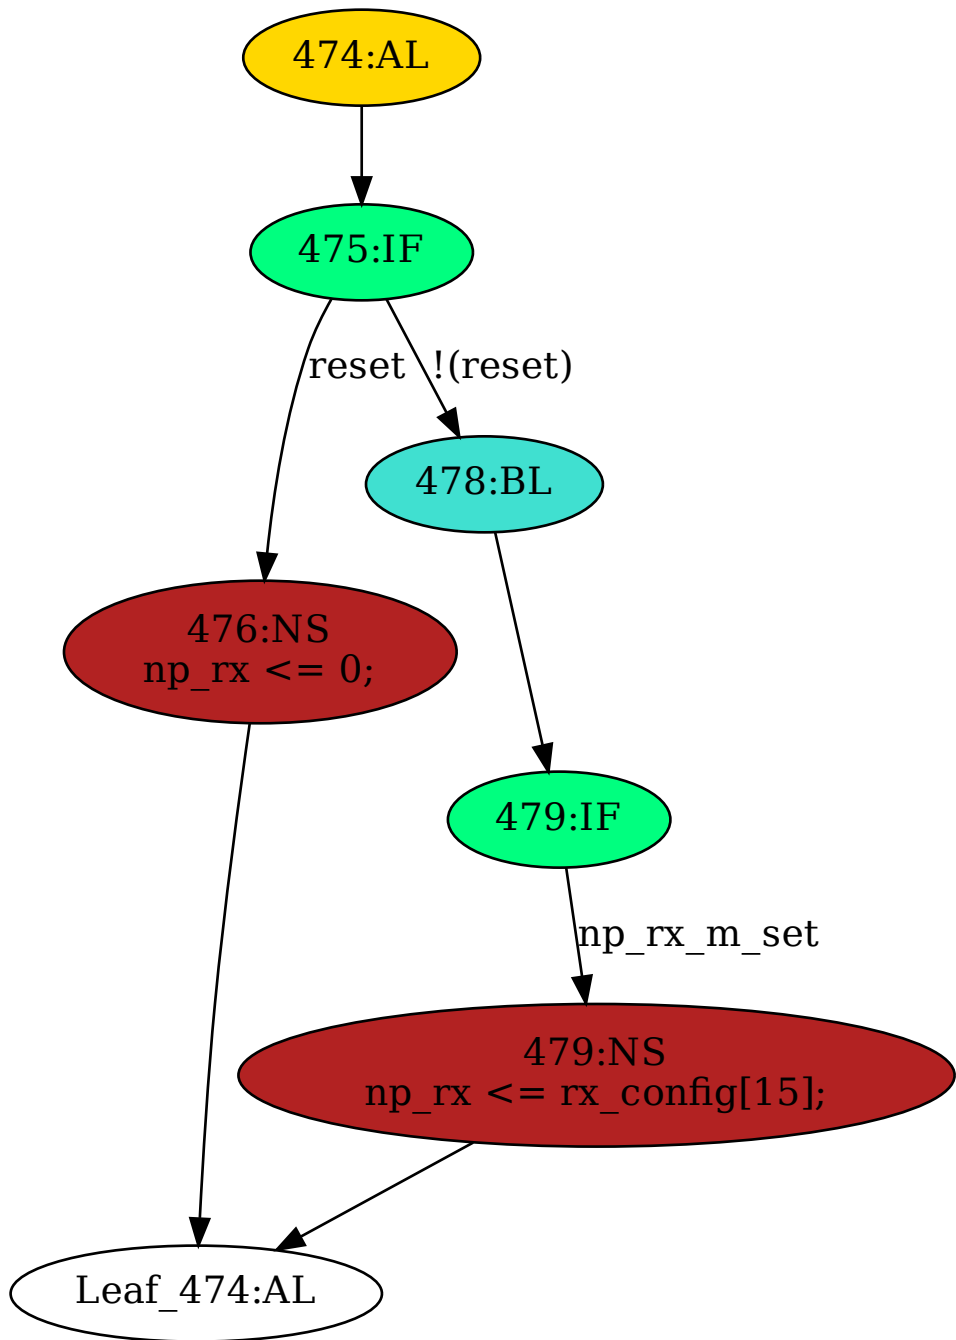 474:AL
475:IF
reset
!(reset)
478:BL
476:NS
np_rx <= 0;
479:IF
np_rx_m_set
479:NS
np_rx <= rx_config[15];
Leaf_474:AL